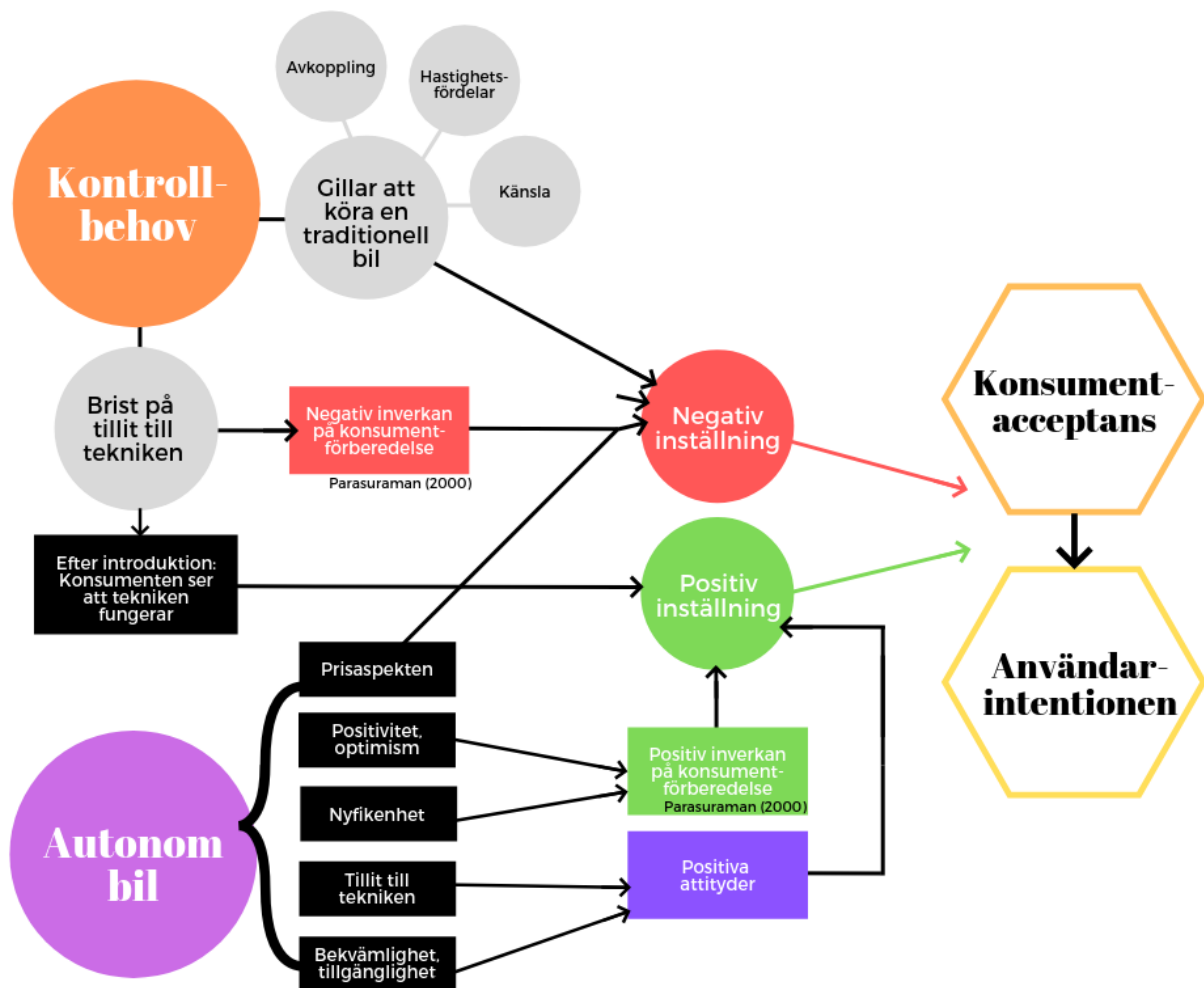 Avkoppling
Hastighets-
fördelar
Känsla
Kontroll-
behov
Gillar att
köra en
traditionell
bil
Brist på
tillit till
tekniken
Negativ inverkan
på konsument-
förberedelse
Parasuraman (2000)
Negativ
inställning
Konsument-
acceptans
Efter introduktion:
Konsumenten ser
att tekniken
fungerar
Positiv
inställning
Användar-
intentionen
Prisaspekten
Positivitet,
optimism
Nyfikenhet
Positiv inverkan
på konsument-
förberedelse
Parasuraman (2000)
Autonom
bil
Tillit till
tekniken
Positiva
attityder
Bekvämlighet,
tillgänglighet